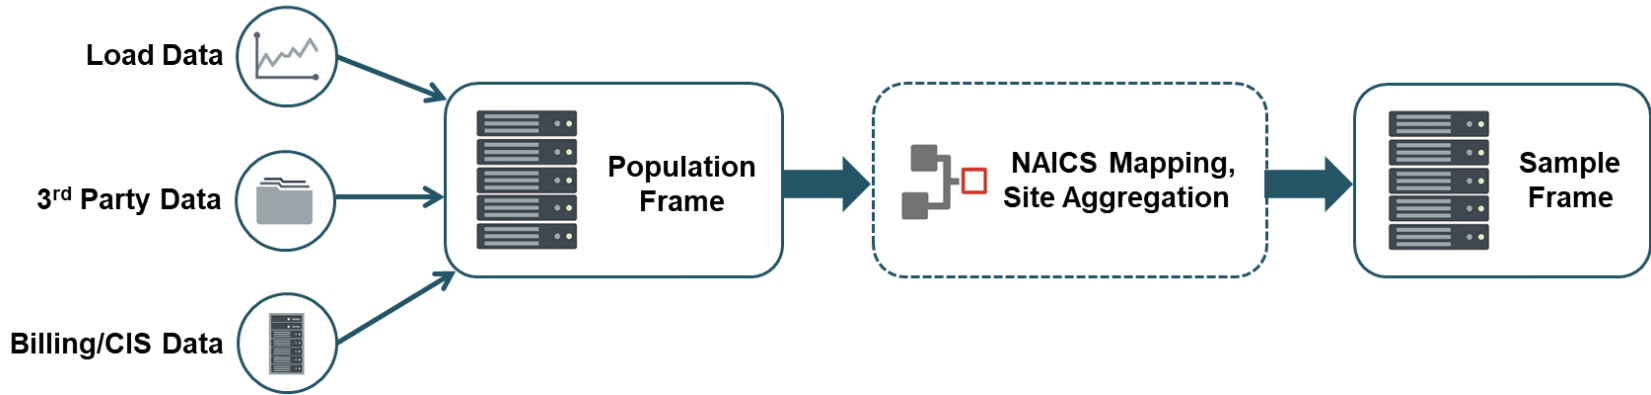 Load Data
3rd Party Data
Billing/CIS Data
Population
Frame
NAICS Mapping,
Site Aggregation
Sample
Frame